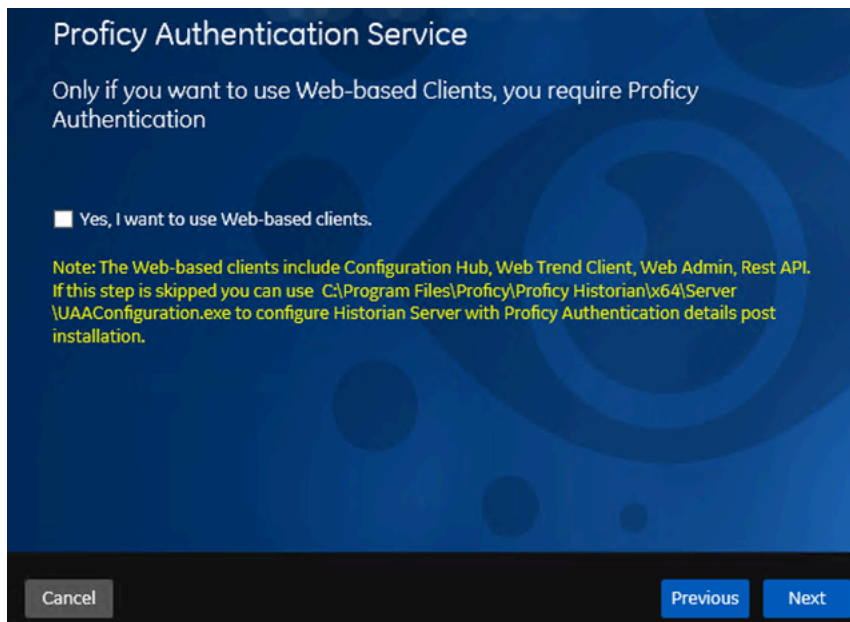 Proficy Authentication Service
Only if you want to use Web-based Clients, you require Proficy
Authentication
Yes, I want to use Web-based clients.
Note: The Web-based clients include Configuration Hub, Web Trend Client, Web Admin, Rest API.
If this step is skipped you can use C:\Program Files\Proficy\Proficy Historian\x64\Server
\UAAConfiguration.exe to configure Historian Server with Proficy Authentication details post
installation.
Cancel
Previous
Next